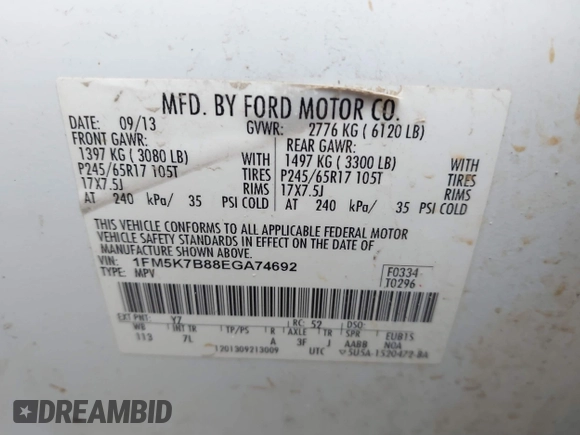 MFD. BY FORD MOTOR CO.
DATE: 09/13 GVWR: 2776 KG ( 6120 LB)
FRONT GAWR: REAR GAWR:
1397 KG ( 3080 LB) WITH 1497 KG ( 3300 LB) WITH
P245/65R17 105T TIRES P245/65R17 105T TIRES
17X7.5J RIMS 17X7.5J RIMS
AT 240 kPa/ 35 PSI COLD AT 240 kPa/ 35 PSI COLD
THIS VEHICLE CONFORMS TO ALL APPLICABLE FEDERAL MOTOR
VEHICLE SAFETY STANDARDS IN EFFECT ON THE DATE OF
MANUFACTURE SHOWN ABOVE.
VIN: 1FM5K7B88EGA74692 F0334
TYPE: MPV T0296
EXT PNT: YZ RC: 52 DSO:
WB INT TR TP/PS R A TR SPR EUBTS
113 7L A 3F J AABB NOA
1201309213009 UTC 5USA-1520472-BA
AUTOBIDMASTER DREAMBID